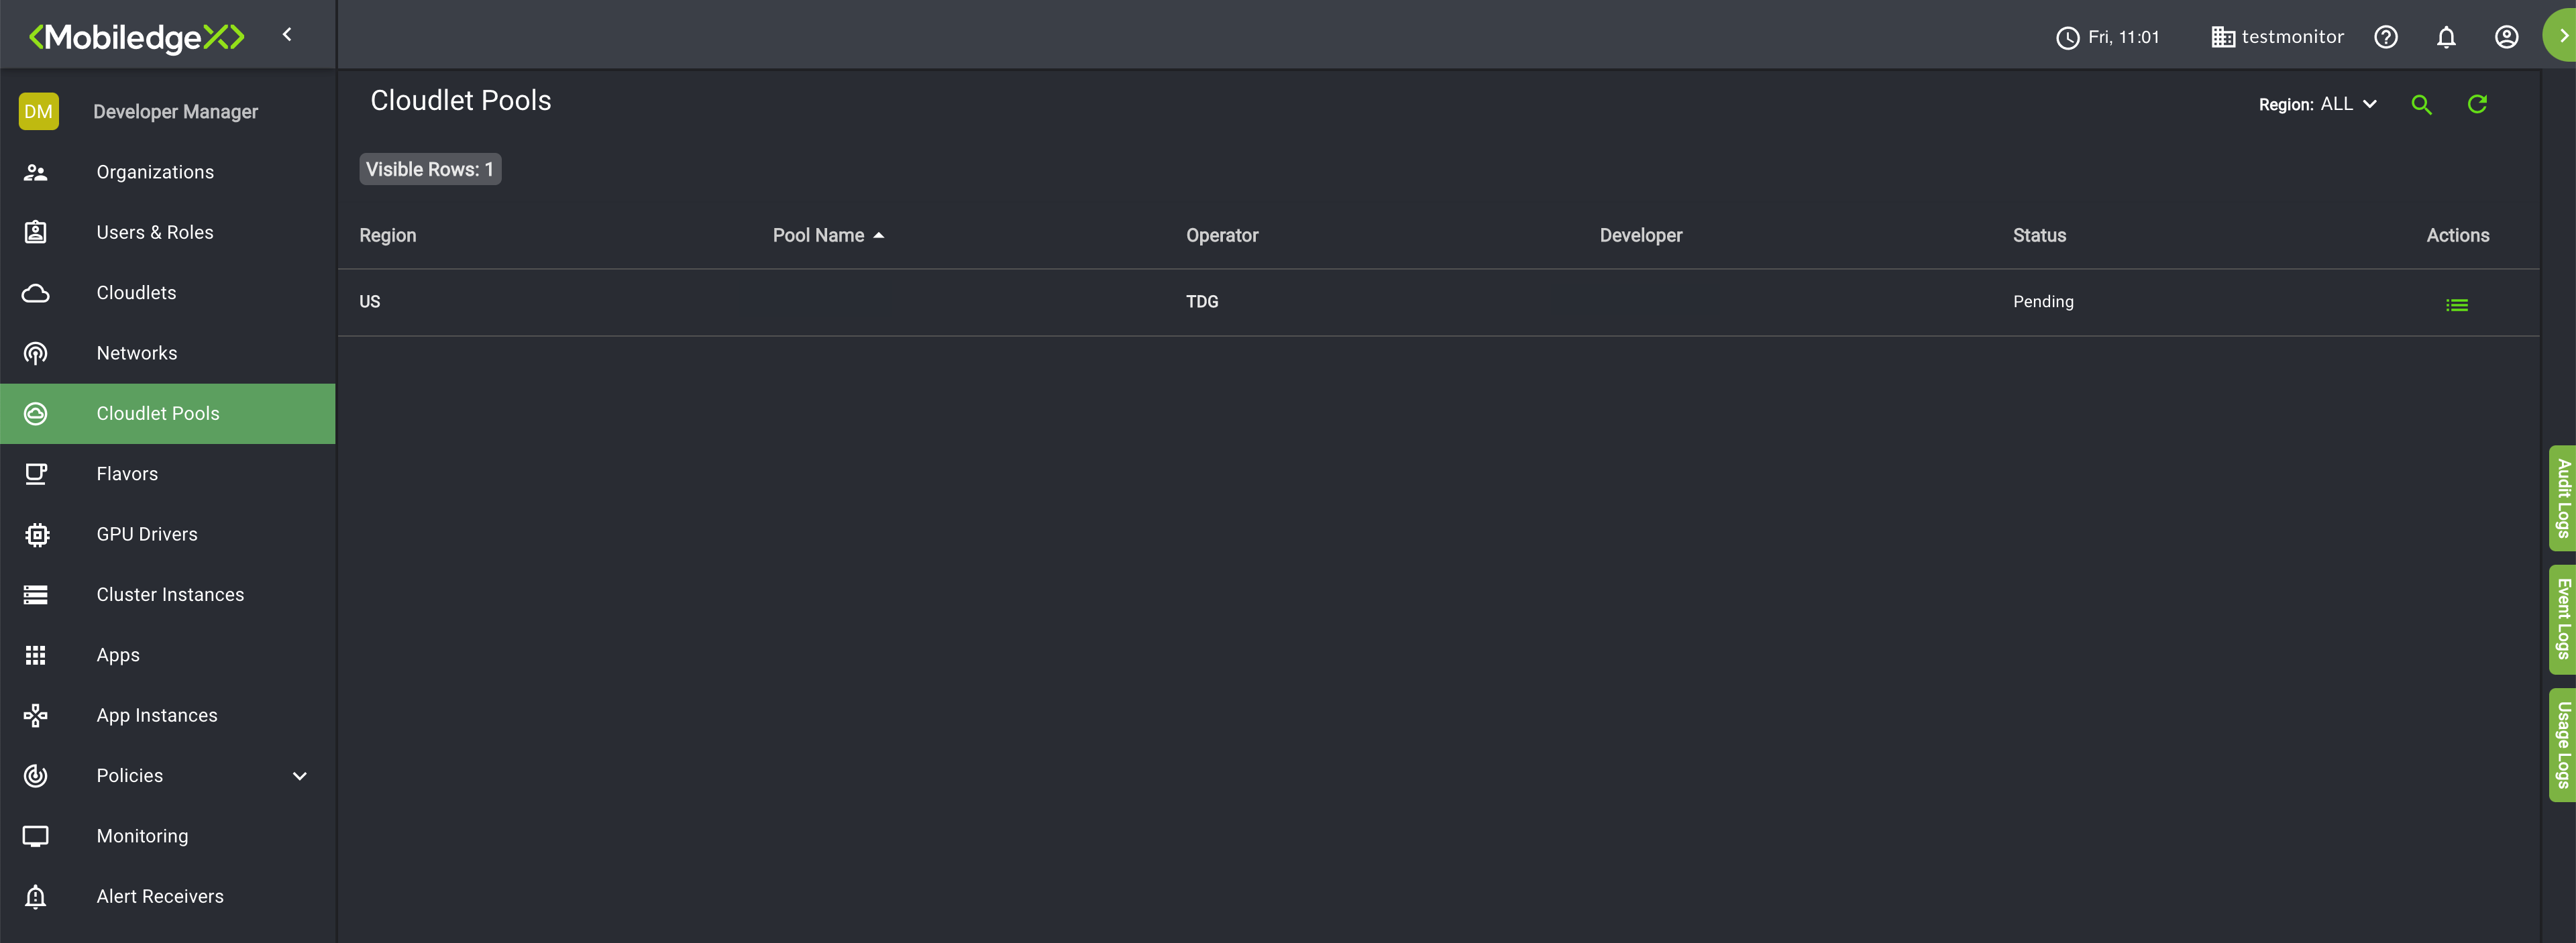 <MobiledgeX>
Fri, 11:01
testmonitor
DM
Developer Manager
Organizations
Users & Roles
Cloudlets
Networks
Cloudlet Pools
Flavors
GPU Drivers
Cluster Instances
Apps
App Instances
Policies
Monitoring
Alert Receivers
Cloudlet Pools
Region: ALL
Visible Rows: 1
Region Pool Name Operator Developer Status Actions
US TDG Pending
Audit Logs
Event Logs
Usage Logs